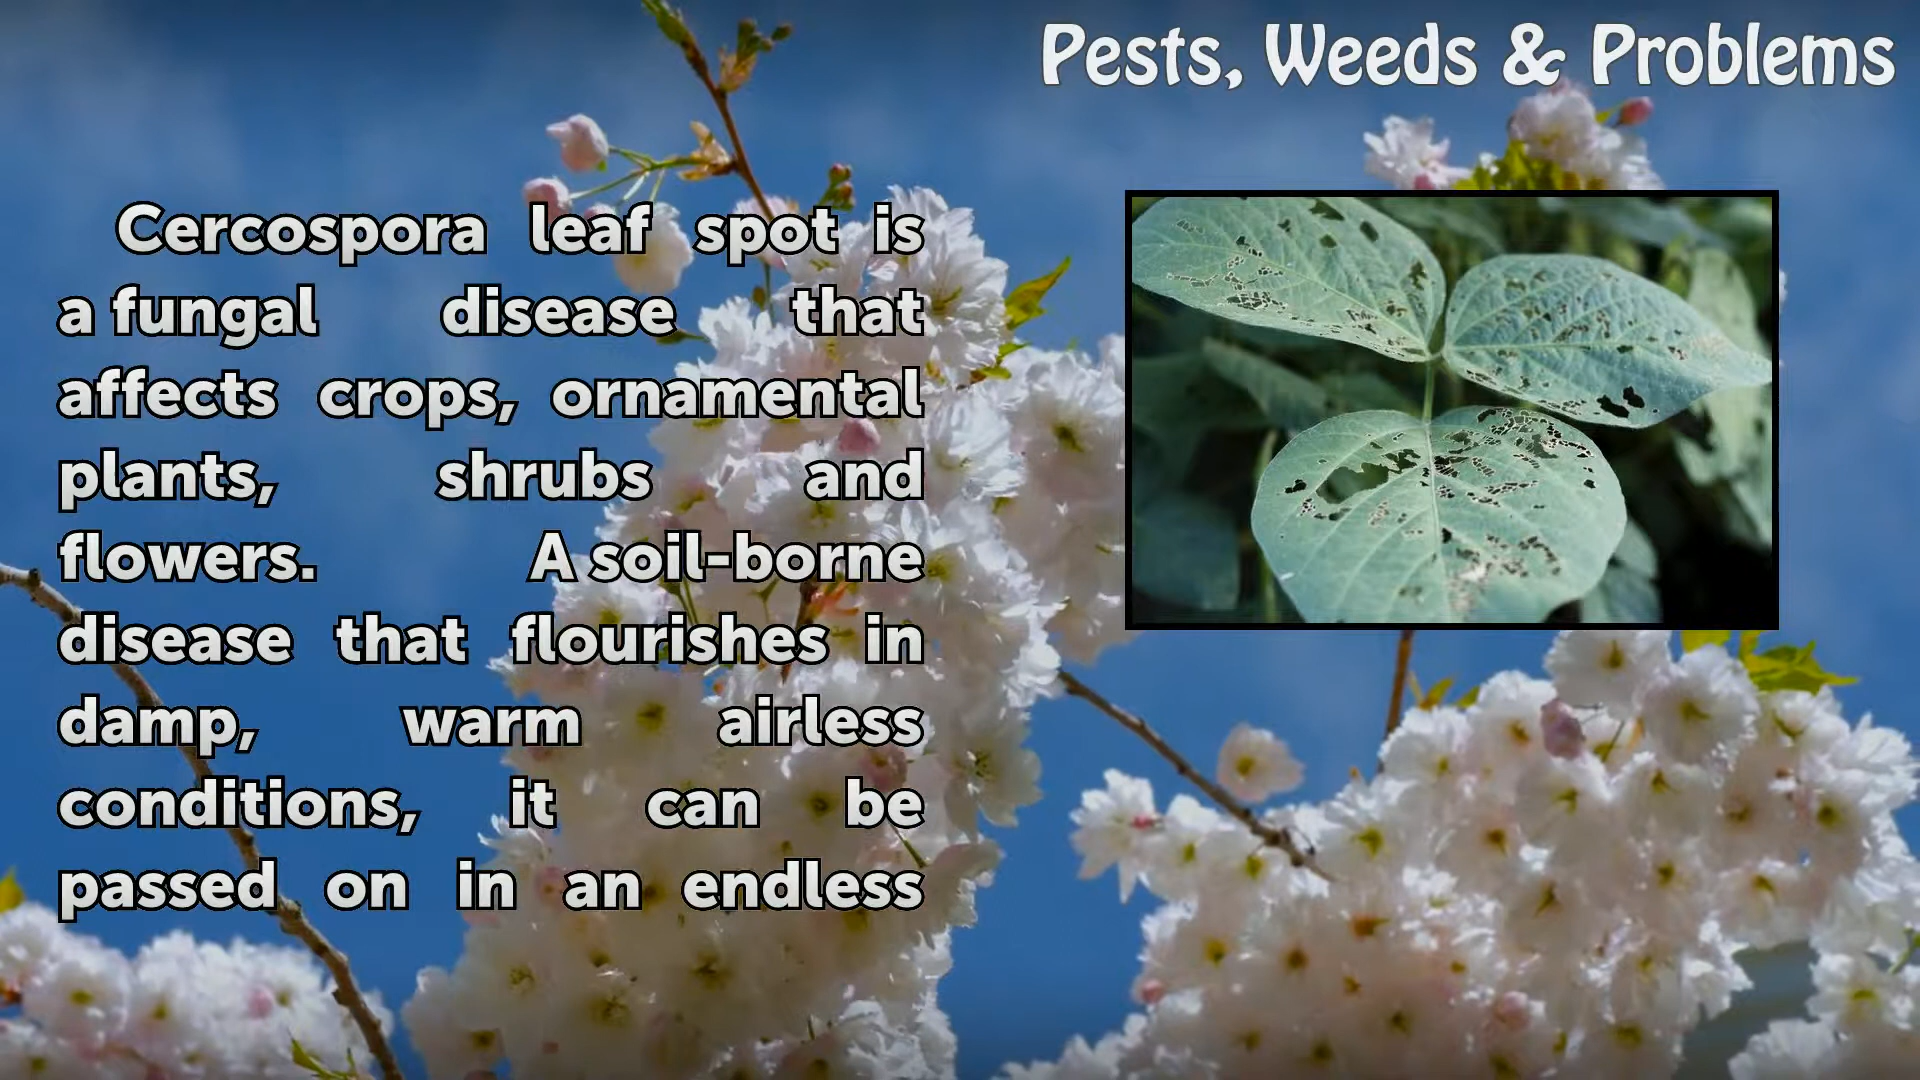 Pests, Weeds & Problems
Cercospora leaf spot is
a fungal disease that
affects crops, ornamental
plants, shrubs and
flowers. A soil-borne
disease that flourishes in
damp, warm airless
conditions, it can be
passed on in an endless